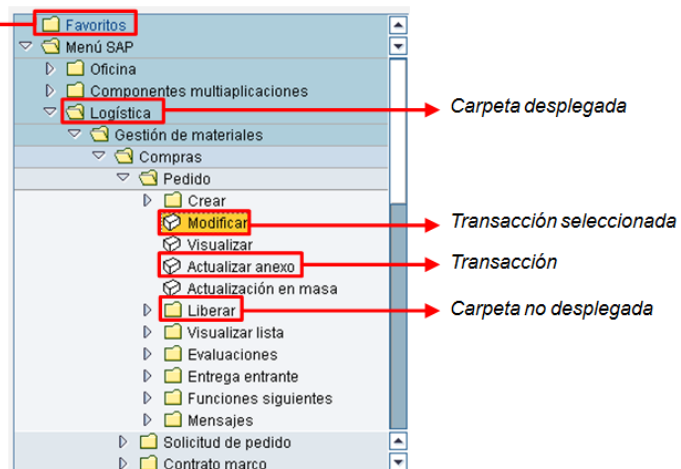 Favoritos
Menú SAP
Oficina
Componentes multiaplicaciones
Logística
Carpeta desplegada
Gestión de materiales
Compras
Pedido
Crear
Modificar
Transacción seleccionada
Visualizar
Actualizar anexo
Transacción
Actualización en masa
Liberar
Carpeta no desplegada
Visualizar lista
Evaluaciones
Entrega entrante
Funciones siguientes
Mensajes
Solicitud de pedido
Contrato marco